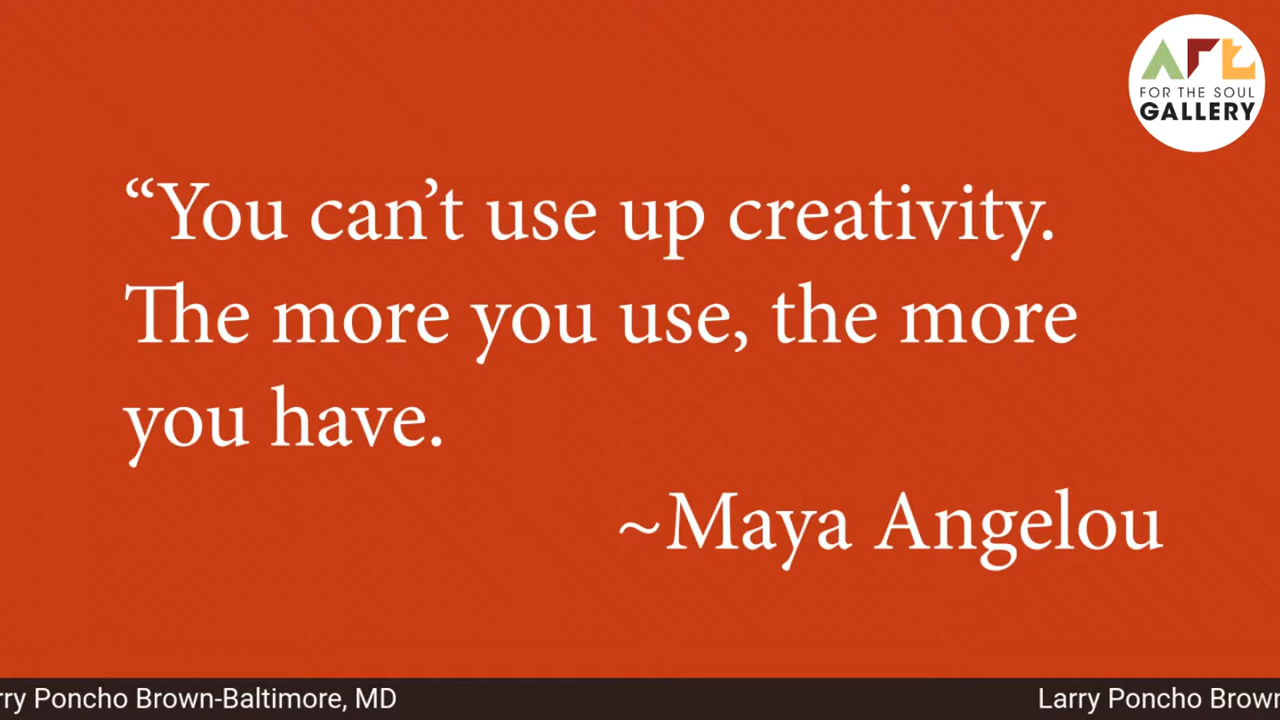 Art
FOR THE SOUL
GALLERY
“You can’t use up creativity.
The more you use, the more
you have.
~Maya Angelou
rry Poncho Brown-Baltimore, MD
Larry Poncho Brown